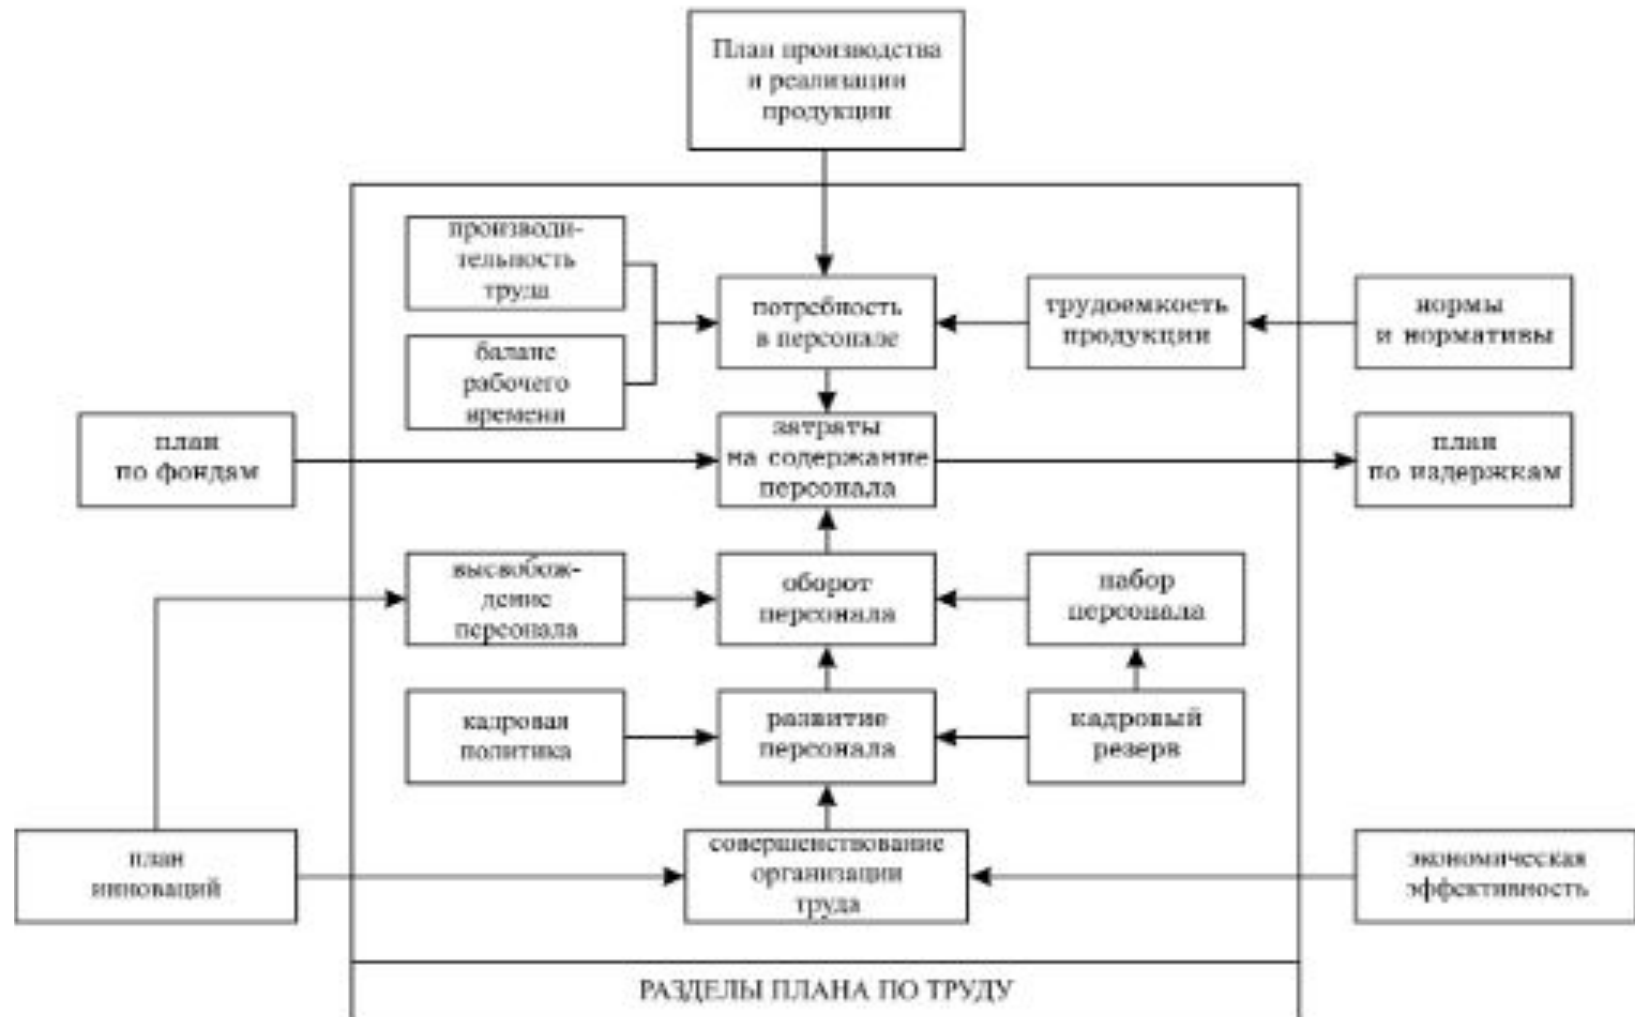 План производства
и реализации
продукции
производи-
тельность
труда
потребность
в персонале
трудоемкость
продукции
нормы
и нормативы
баланс
рабочего
времени
план
по фондам
затраты
на содержание
персонала
план
по издержкам
высвобож-
дение
персонала
оборот
персонала
набор
персонала
кадровая
политика
развитие
персонала
кадровый
резерв
план
инноваций
совершенствование
организации
труда
экономическая
эффективность
РАЗДЕЛЫ ПЛАНА ПО ТРУДУ